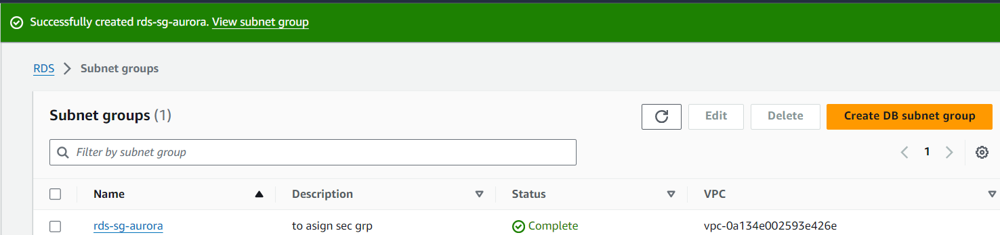 Successfully created rds-sg-aurora. View subnet group
RDS > Subnet groups
Subnet groups (1)
Edit
Delete
Create DB subnet group
Filter by subnet group
1
Name Description Status VPC
rds-sg-aurora to asign sec grp Complete vpc-0a134e002593e426e